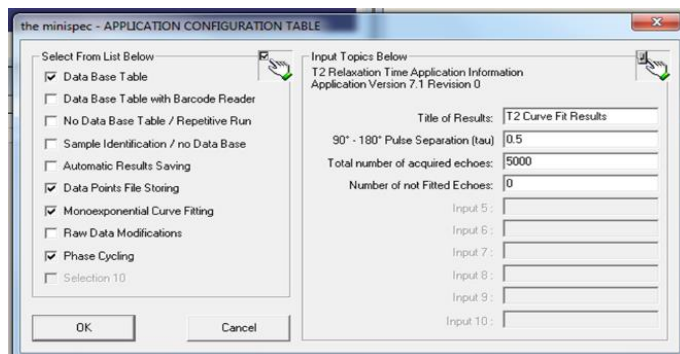 the minispec - APPLICATION CONFIGURATION TABLE
Select From List Below
Data Base Table
Data Base Table with Barcode Reader
No Data Base Table / Repetitive Run
Sample Identification / no Data Base
Automatic Results Saving
Data Points File Storing
Monoexponential Curve Fitting
Raw Data Modifications
Phase Cycling
Selection 10
OK
Cancel
Input Topics Below
T2 Relaxation Time Application Information
Application Version 7.1 Revision 0
Title of Results: T2 Curve Fit Results
90° - 180° Pulse Separation (tau) 0.5
Total number of acquired echoes: 5000
Number of not Fitted Echoes: 0
Input 5 :
Input 6 :
Input 7 :
Input 8 :
Input 9 :
Input 10 :